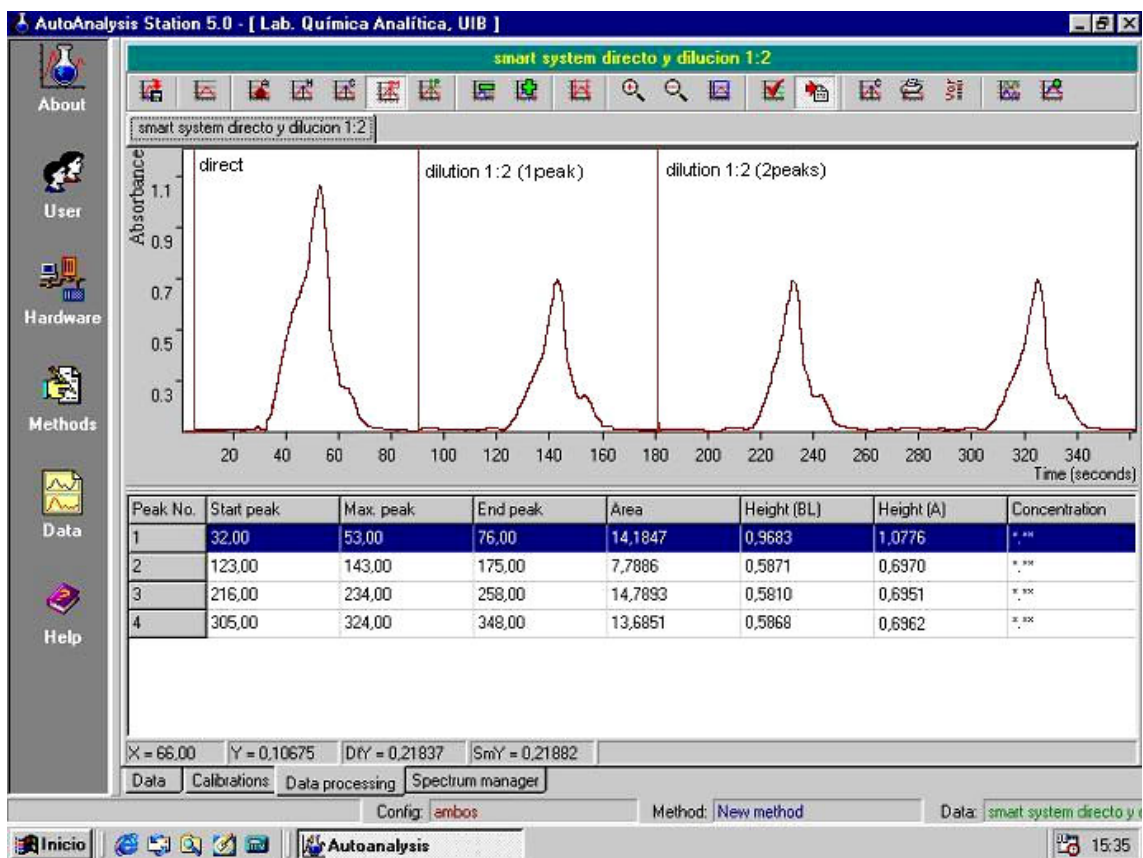 AutoAnalysis Station 5.0 - [ Lab. Química Analítica, UIB ]
smart system directo y dilucion 1:2
About
User
Hardware
Methods
Data
Help
smart system directo y dilucion 1:2
direct
dilution 1:2 (1peak)
dilution 1:2 (2peaks)
Absorbance
1.1
0.9
0.7
0.5
0.3
20 40 60 80 100 120 140 160 180 200 220 240 260 280 300 320 340
Time (seconds)
Peak No. Start peak Max. peak End peak Area Height (BL) Height (A) Concentration
1 32,00 53,00 76,00 14,1847 0,9683 1,0776 *.**
2 123,00 143,00 175,00 7,7886 0,5871 0,6970 *.**
3 216,00 234,00 258,00 14,7893 0,5810 0,6951 *.**
4 305,00 324,00 348,00 13,6851 0,5868 0,6962 *.**
X = 66,00 Y = 0,10675 DfY = 0,21837 SmY = 0,21882
Data Calibrations Data processing Spectrum manager
Config: ambos Method: New method Data: smart system directo y
Inicio Autoanalysis 15:35